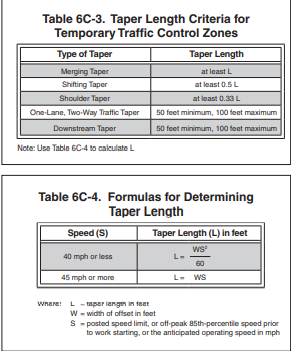 Table 6C-3. Taper Length Criteria for
Temporary Traffic Control Zones
Type of Taper Taper Length
Merging Taper at least L
Shifting Taper at least 0.5 L
Shoulder Taper at least 0.33 L
One-Lane, Two-Way Traffic Taper 50 feet minimum, 100 feet maximum
Downstream Taper 50 feet minimum, 100 feet maximum
Note: Use Table 6C-4 to calculate L
Table 6C-4. Formulas for Determining
Taper Length
Speed (S) Taper Length (L) in feet
40 mph or less L= WS²/60
45 mph or more L= WS
Where: L = taper length in feet
W = width of offset in feet
S = posted speed limit, or off-peak 85th-percentile speed prior
to work starting, or the anticipated operating speed in mph